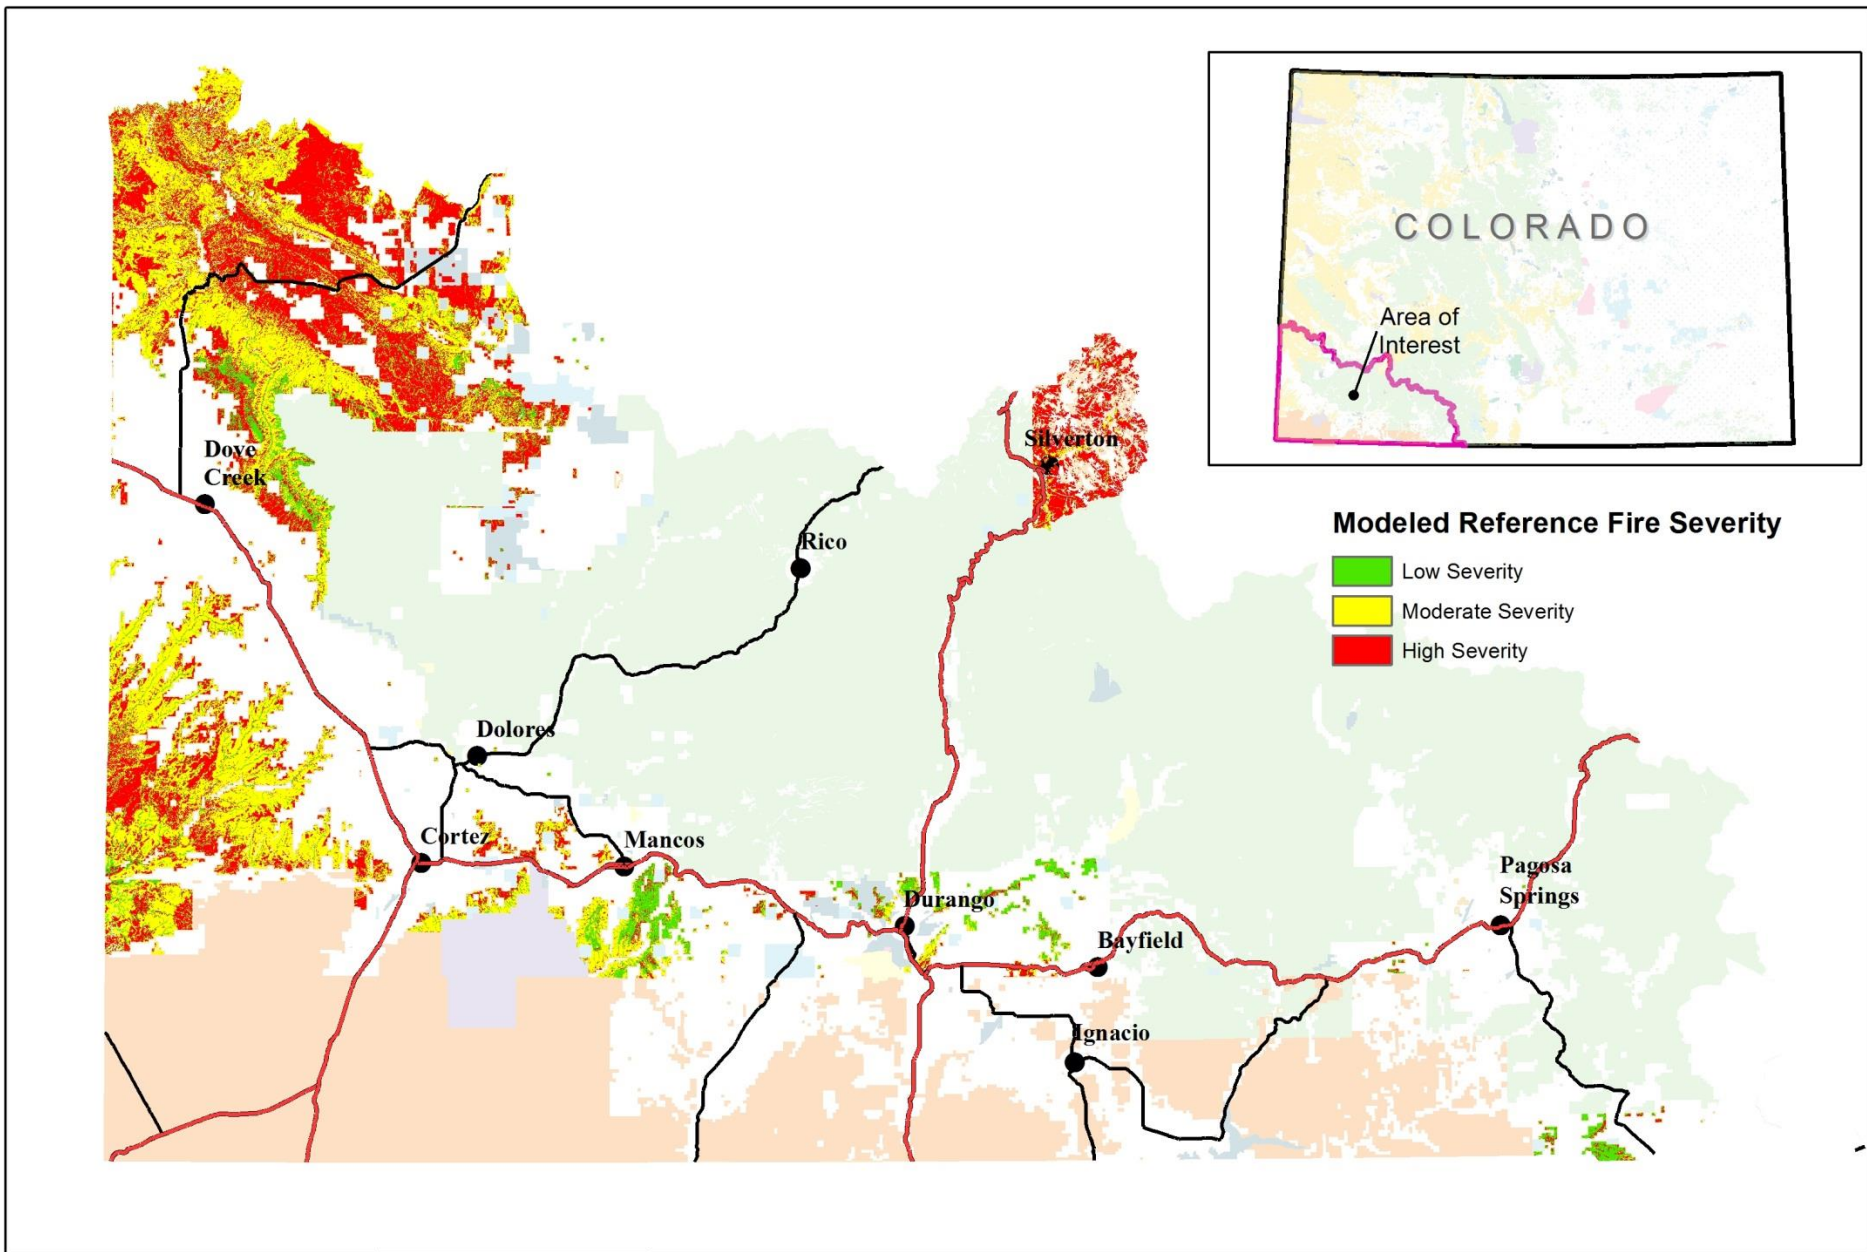 COLORADO
Area of
Interest
Modeled Reference Fire Severity
Low Severity
Moderate Severity
High Severity
Dove
Creek
Silverton
Rico
Dolores
Cortez
Mancos
Durango
Bayfield
Pagosa
Springs
Ignacio